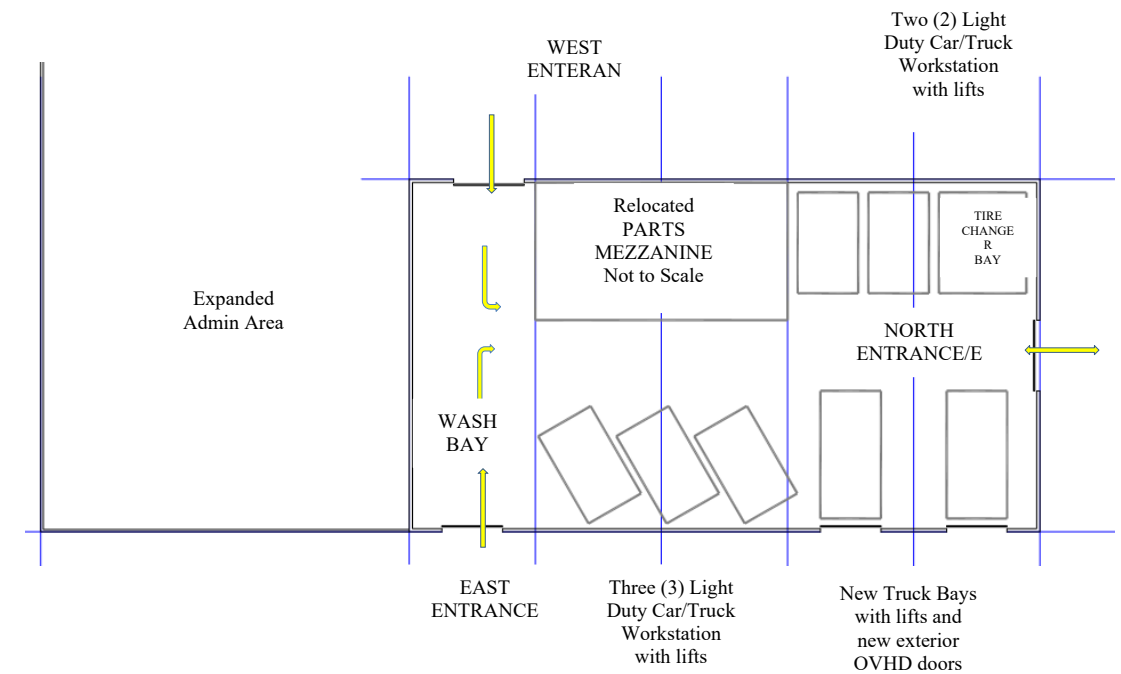 Two (2) Light
Duty Car/Truck
Workstation
with lifts
WEST
ENTERAN
Relocated
PARTS
MEZZANINE
Not to Scale
TIRE
CHANGE
R
BAY
Expanded
Admin Area
NORTH
ENTRANCE/E
WASH
BAY
EAST
ENTRANCE
Three (3) Light
Duty Car/Truck
Workstation
with lifts
New Truck Bays
with lifts and
new exterior
OVHD doors